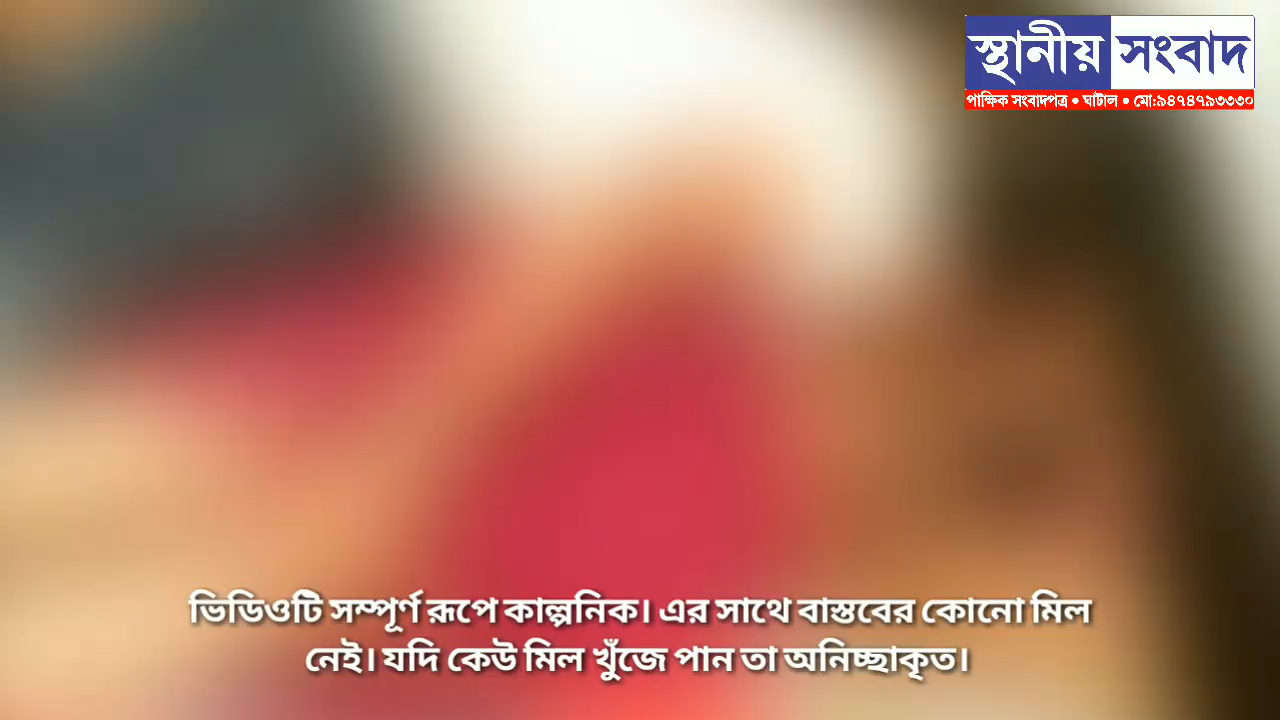 স্থানীয় সংবাদ
পাক্ষিক সংবাদপত্র • ঘাটাল • মো:৯৪৭৪৭৯৩৩৩০
ভিডিওটি সম্পূর্ণ রূপে কাল্পনিক। এর সাথে বাস্তবের কোনো মিল
নেই। যদি কেউ মিল খুঁজে পান তা অনিচ্ছাকৃত।